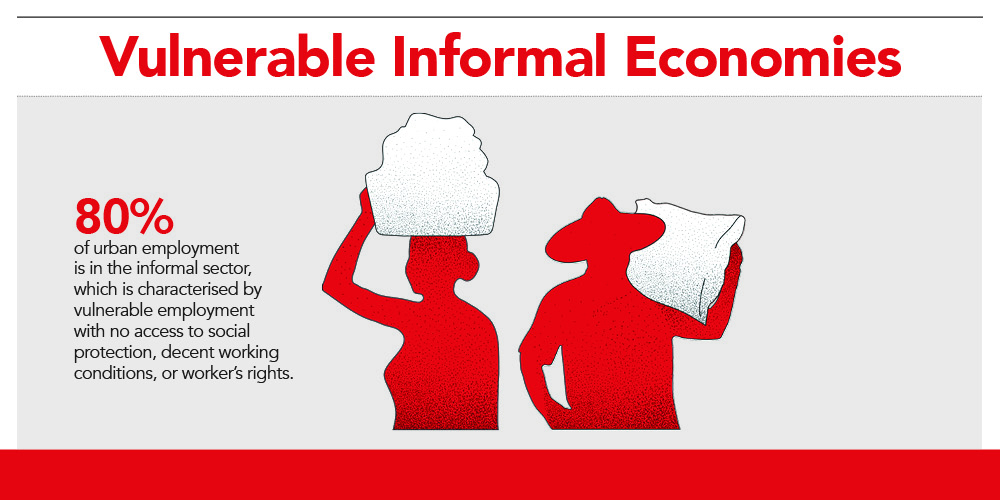 Vulnerable Informal Economies
80%
of urban employment
is in the informal sector,
which is characterised by
vulnerable employment
with no access to social
protection, decent working
conditions, or worker’s rights.